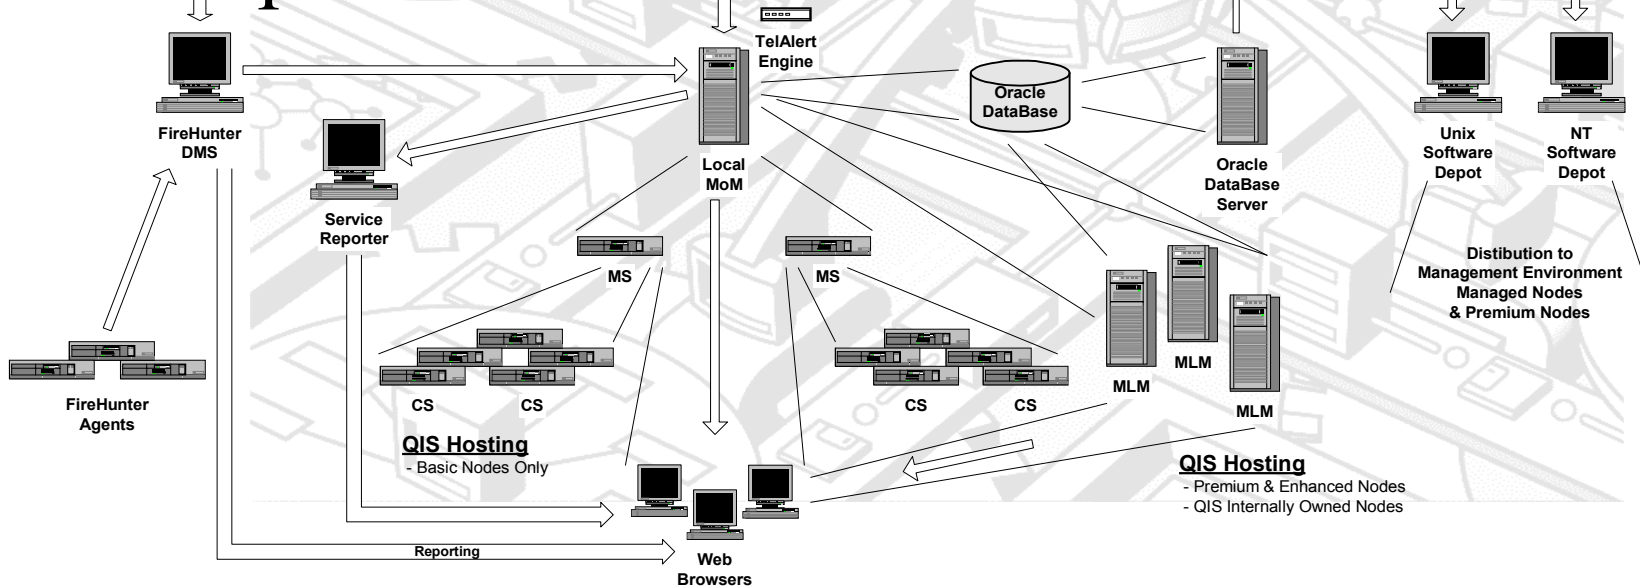 TelAlert
Engine
FireHunter
DMS
Service
Reporter
Local
MoM
Oracle
DataBase
Oracle
DataBase
Server
Unix
Software
Depot
NT
Software
Depot
Distibution to
Management Environment
Managed Nodes
& Premium Nodes
MS
MS
MLM
MLM
MLM
FireHunter
Agents
CS
CS
CS
CS
QIS Hosting
- Basic Nodes Only
QIS Hosting
- Premium & Enhanced Nodes
- QIS Internally Owned Nodes
Reporting
Web
Browsers